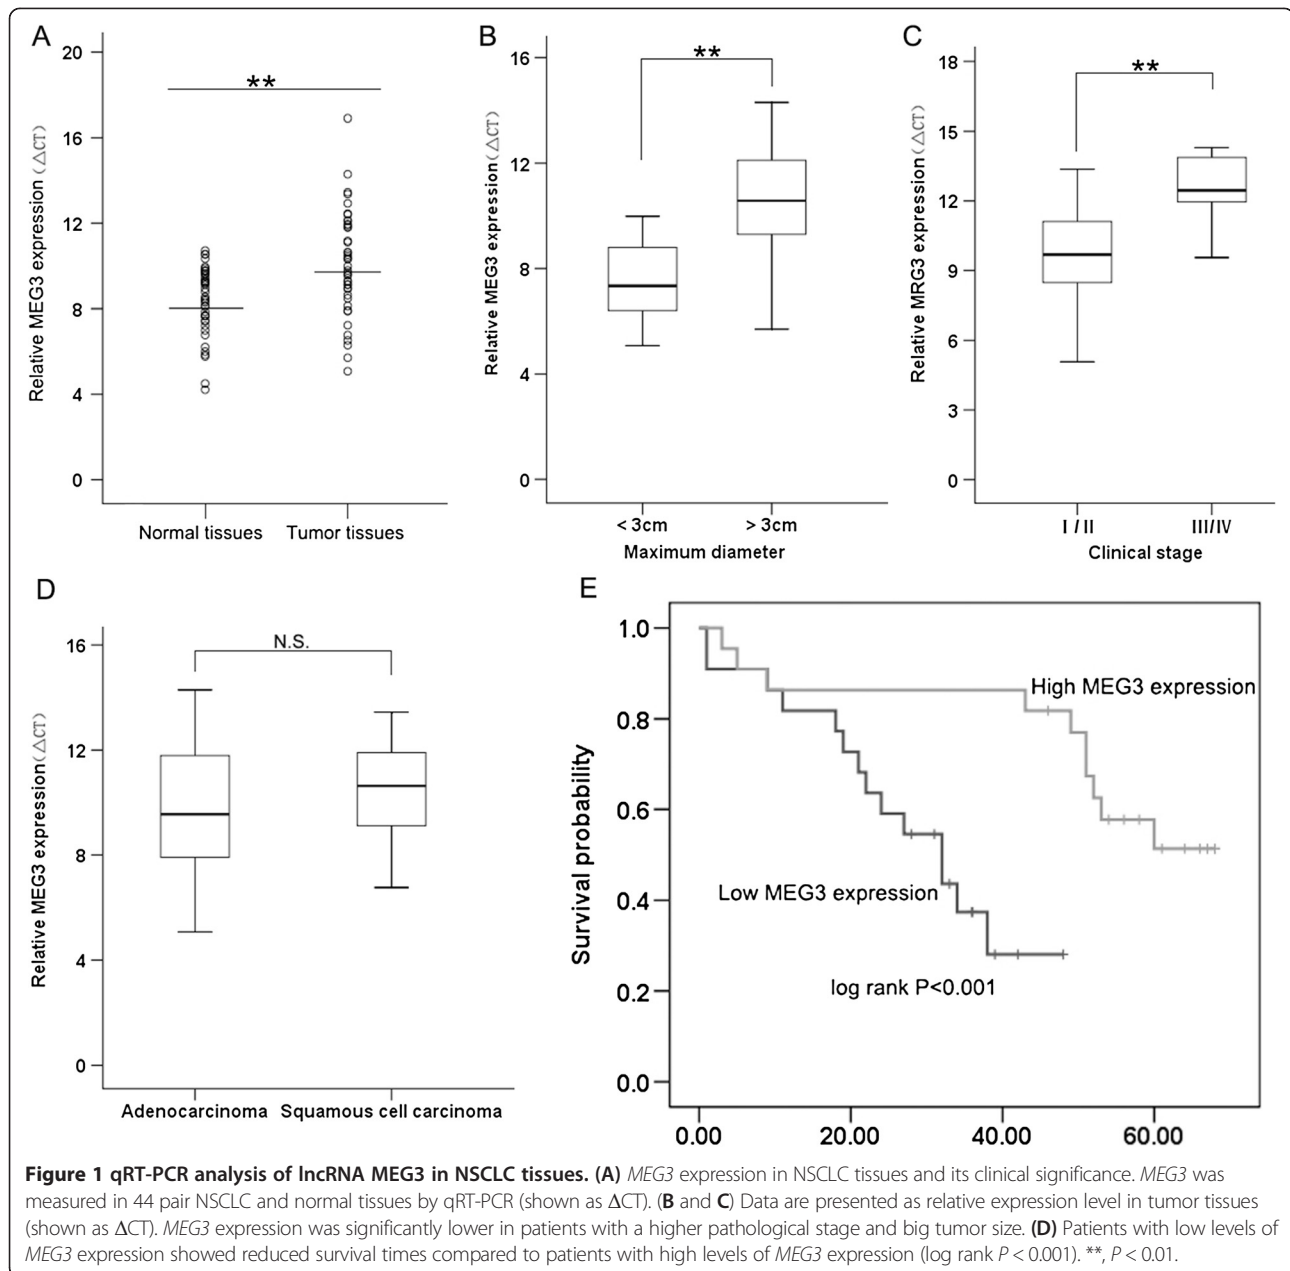 A
20
16
12
8
4
0
Relative MEG3 expression (△CT)
**
Normal tissues
Tumor tissues
B
16
12
8
4
0
Relative MEG3 expression(△CT)
**
< 3cm
> 3cm
Maximum diameter
C
18
15
12
9
6
3
0
Relative MRG3 expression (△CT)
**
I / II
III/IV
Clinical stage
D
16
12
8
4
0
Relative MEG3 expression(△CT)
N.S.
Adenocarcinoma
Squamous cell carcinoma
E
1.0
0.8
0.6
0.4
0.2
0.0
Survival probability
High MEG3 expression
Low MEG3 expression
log rank P<0.001
0.00
20.00
40.00
60.00
Figure 1 qRT-PCR analysis of lncRNA MEG3 in NSCLC tissues. (A) MEG3 expression in NSCLC tissues and its clinical significance. MEG3 was
measured in 44 pair NSCLC and normal tissues by qRT-PCR (shown as ΔCT). (B and C) Data are presented as relative expression level in tumor tissues
(shown as ΔCT). MEG3 expression was significantly lower in patients with a higher pathological stage and big tumor size. (D) Patients with low levels of
MEG3 expression showed reduced survival times compared to patients with high levels of MEG3 expression (log rank P < 0.001). **, P < 0.01.